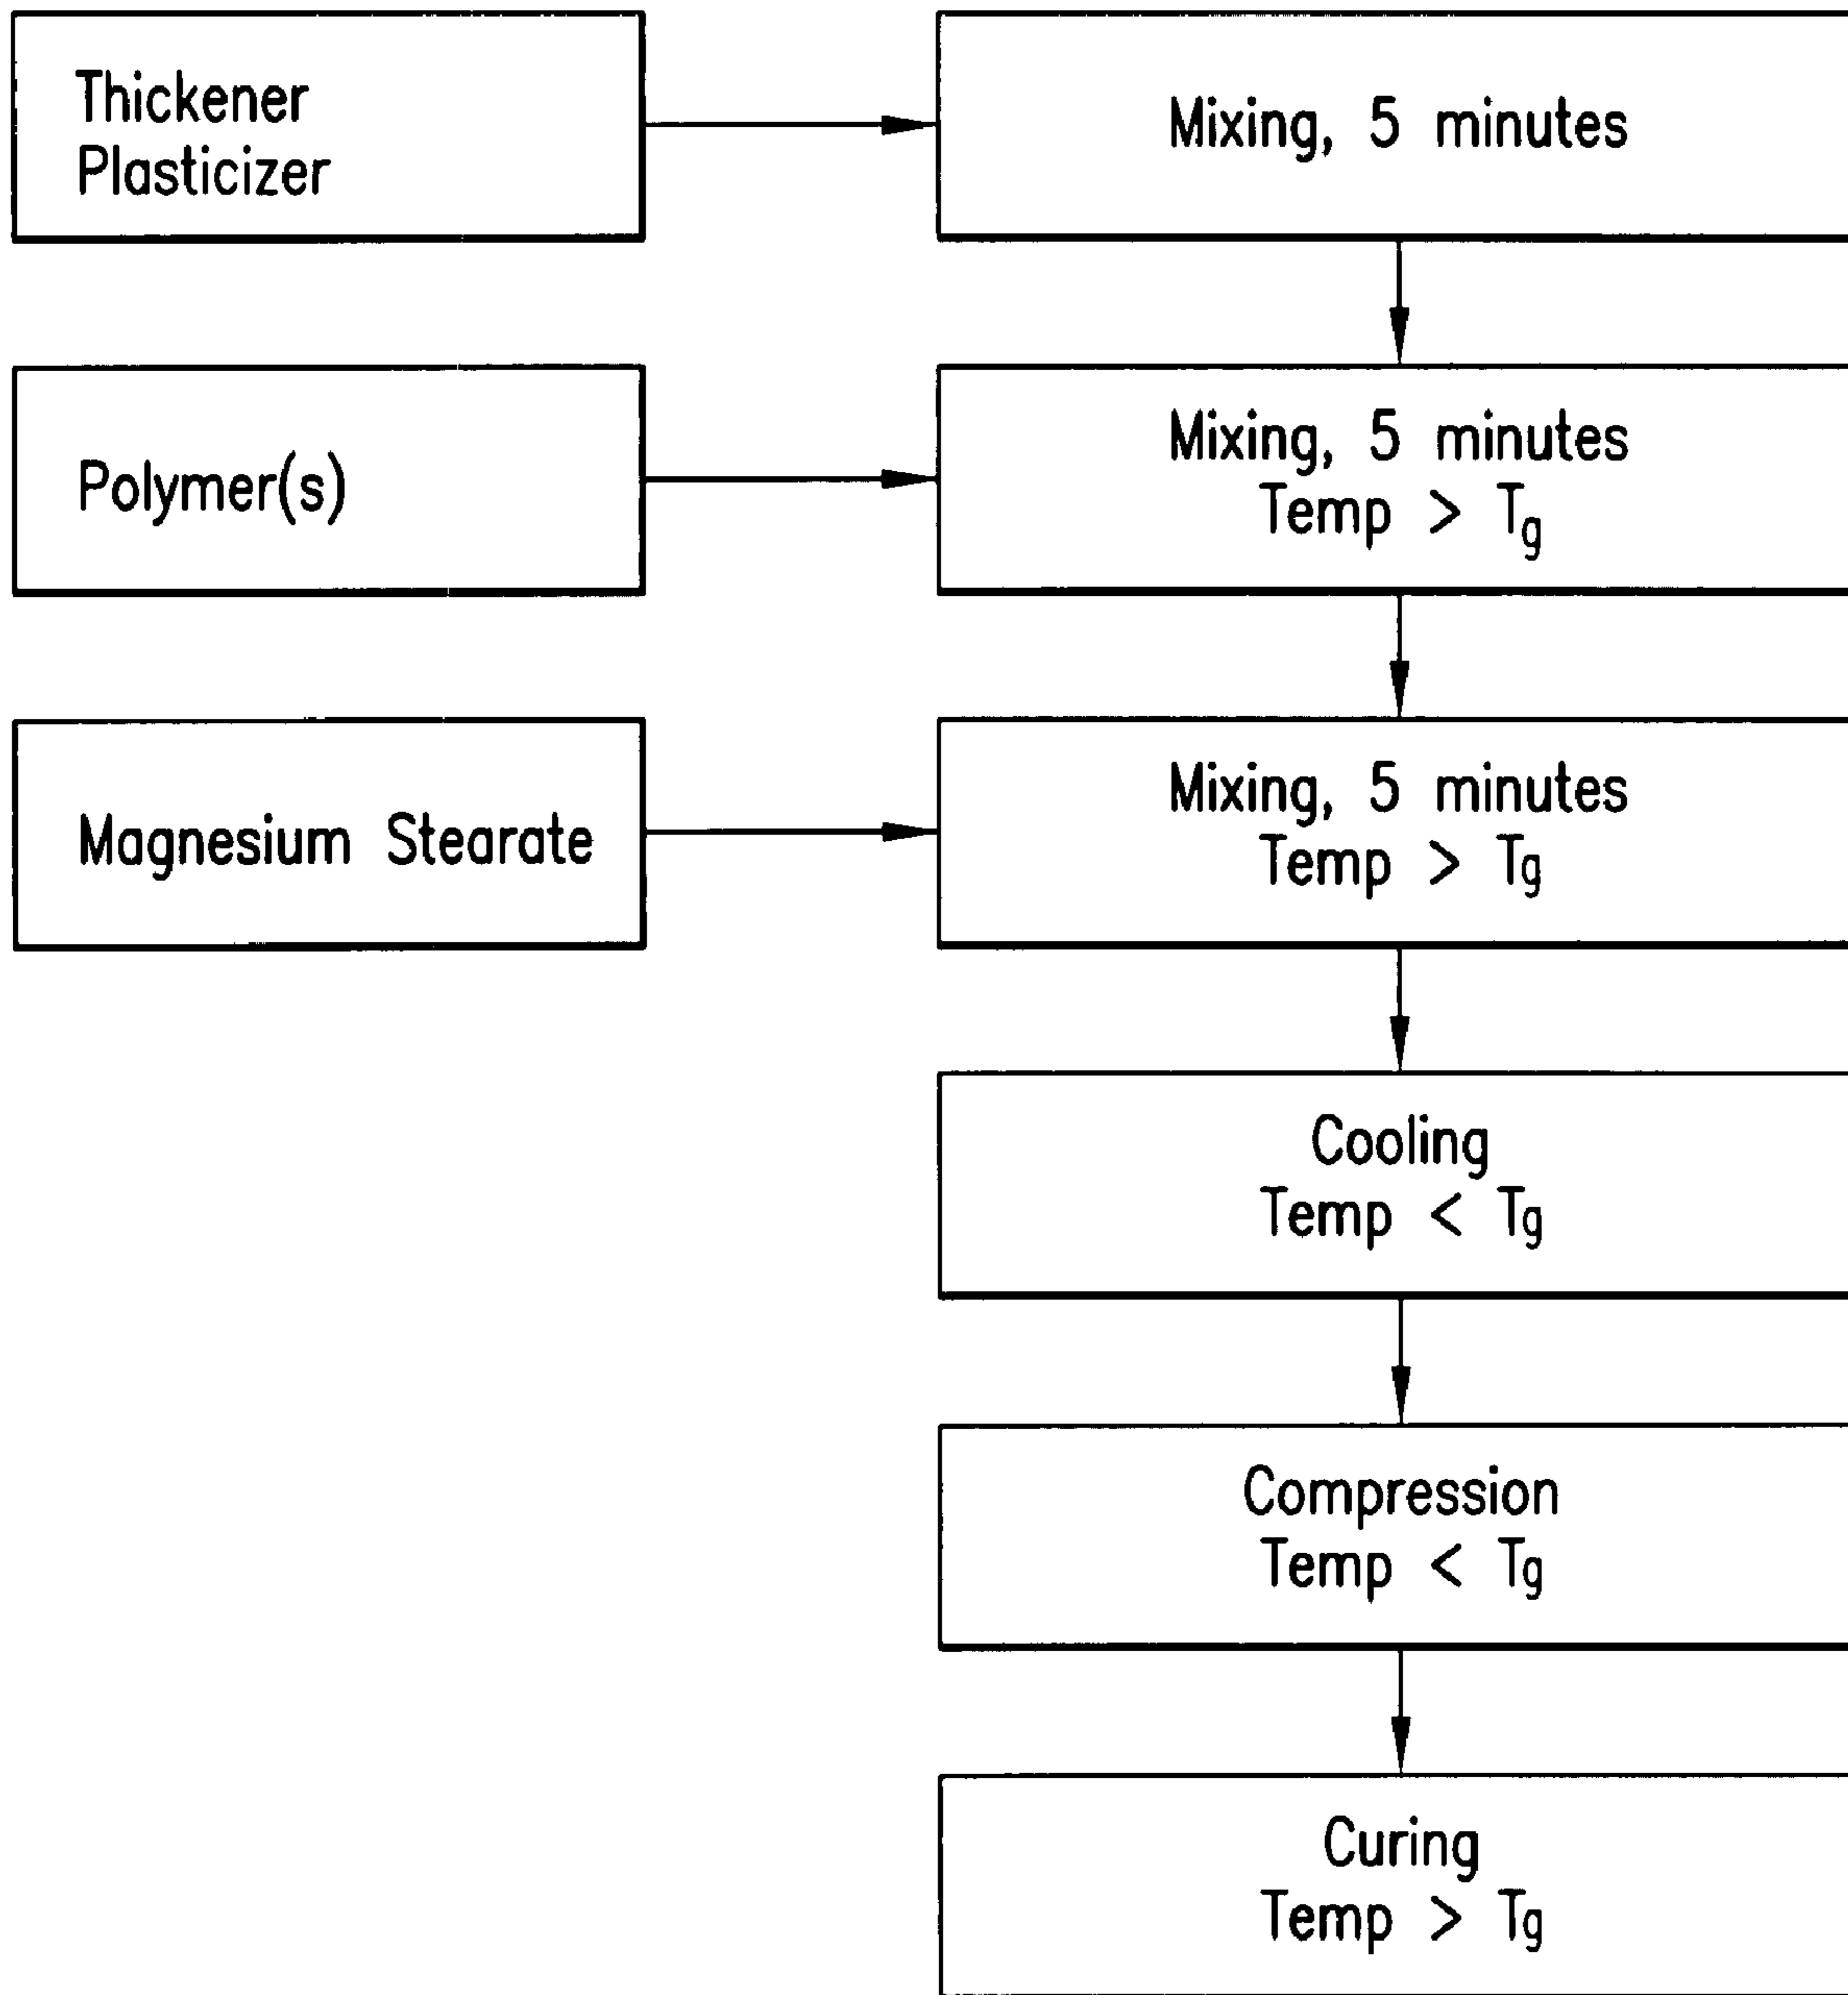 Thickener
Plasticizer
Mixing, 5 minutes
Polymer(s)
Mixing, 5 minutes
Temp > Tg
Magnesium Stearate
Mixing, 5 minutes
Temp > Tg
Cooling
Temp < Tg
Compression
Temp < Tg
Curing
Temp > Tg